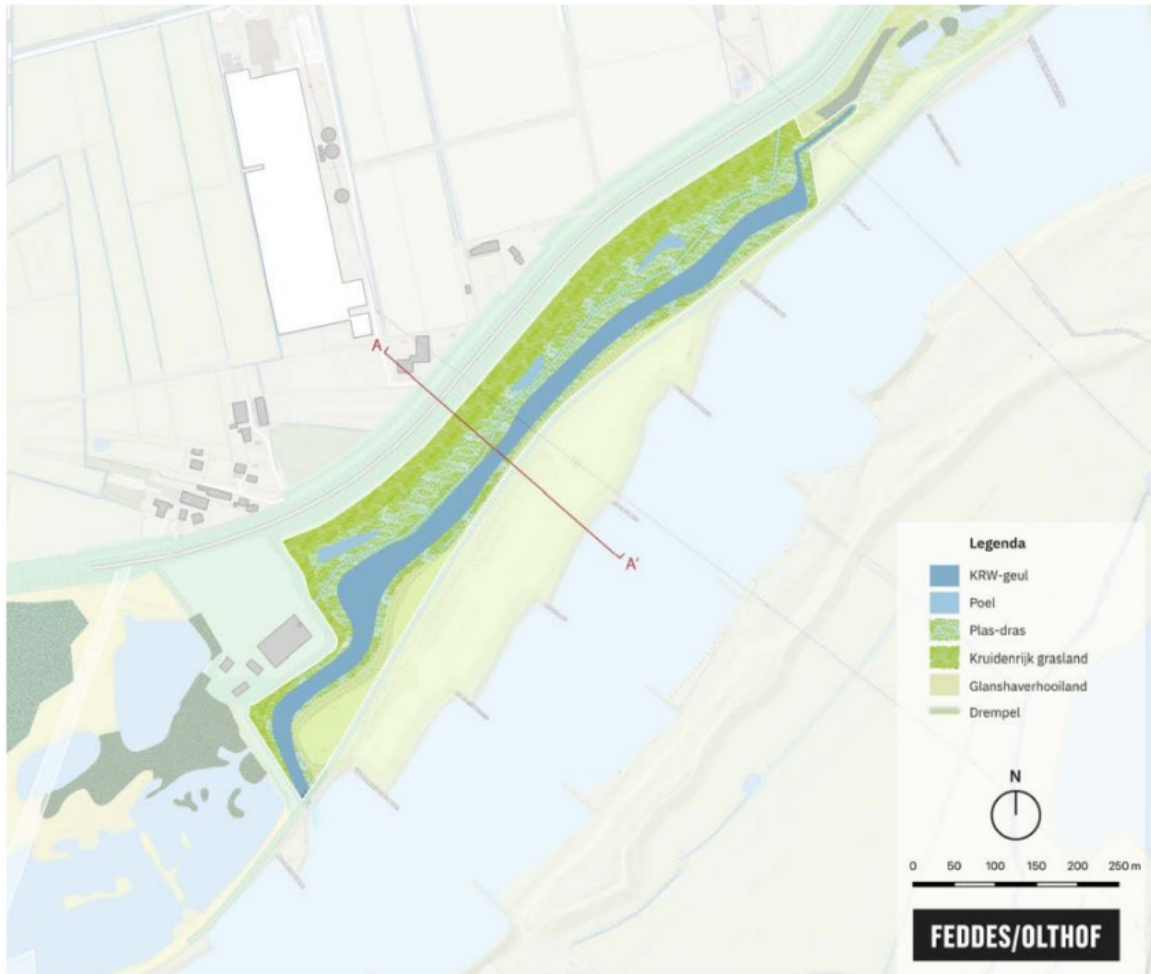 A
A'
Legenda
KRW-geul
Poel
Plas-dras
Kruidenrijk grasland
Glanshaverhooiland
Drempel
N
0 50 100 150 200 250 m
FEDDES/OLTHOF